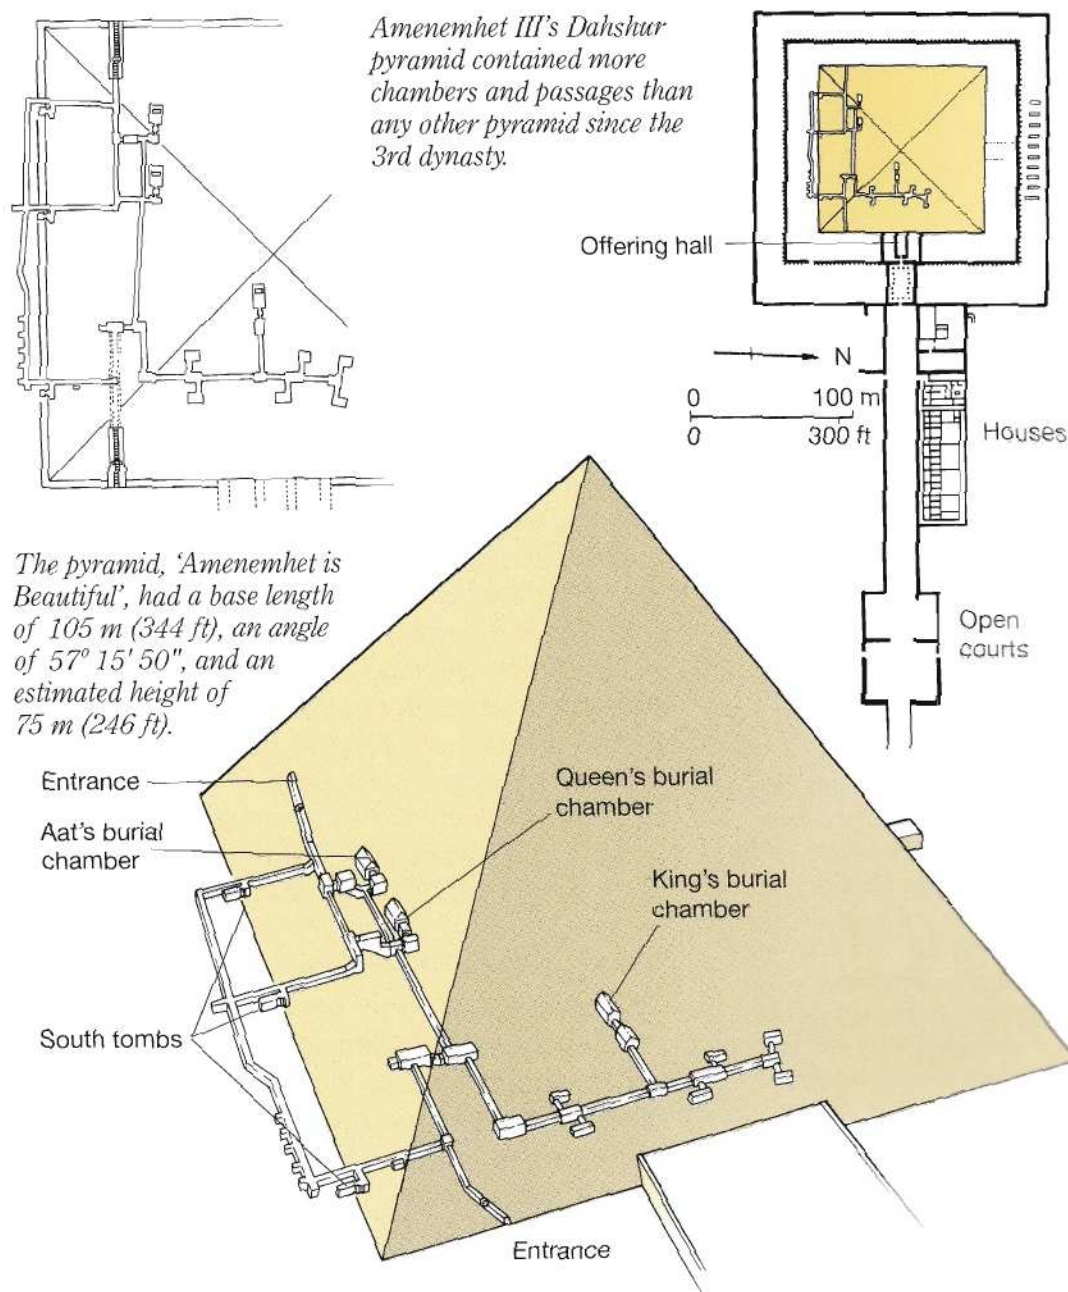 Amenemhet III's Dahshur
pyramid contained more
chambers and passages than
any other pyramid since the
3rd dynasty.
Offering hall
N
0 100 m
0 300 ft
Houses
Open
courts
The pyramid, 'Amenemhet is
Beautiful', had a base length
of 105 m (344 ft), an angle
of 57° 15' 50", and an
estimated height of
75 m (246 ft).
Entrance
Aat's burial
chamber
Queen's burial
chamber
King's burial
chamber
South tombs
Entrance